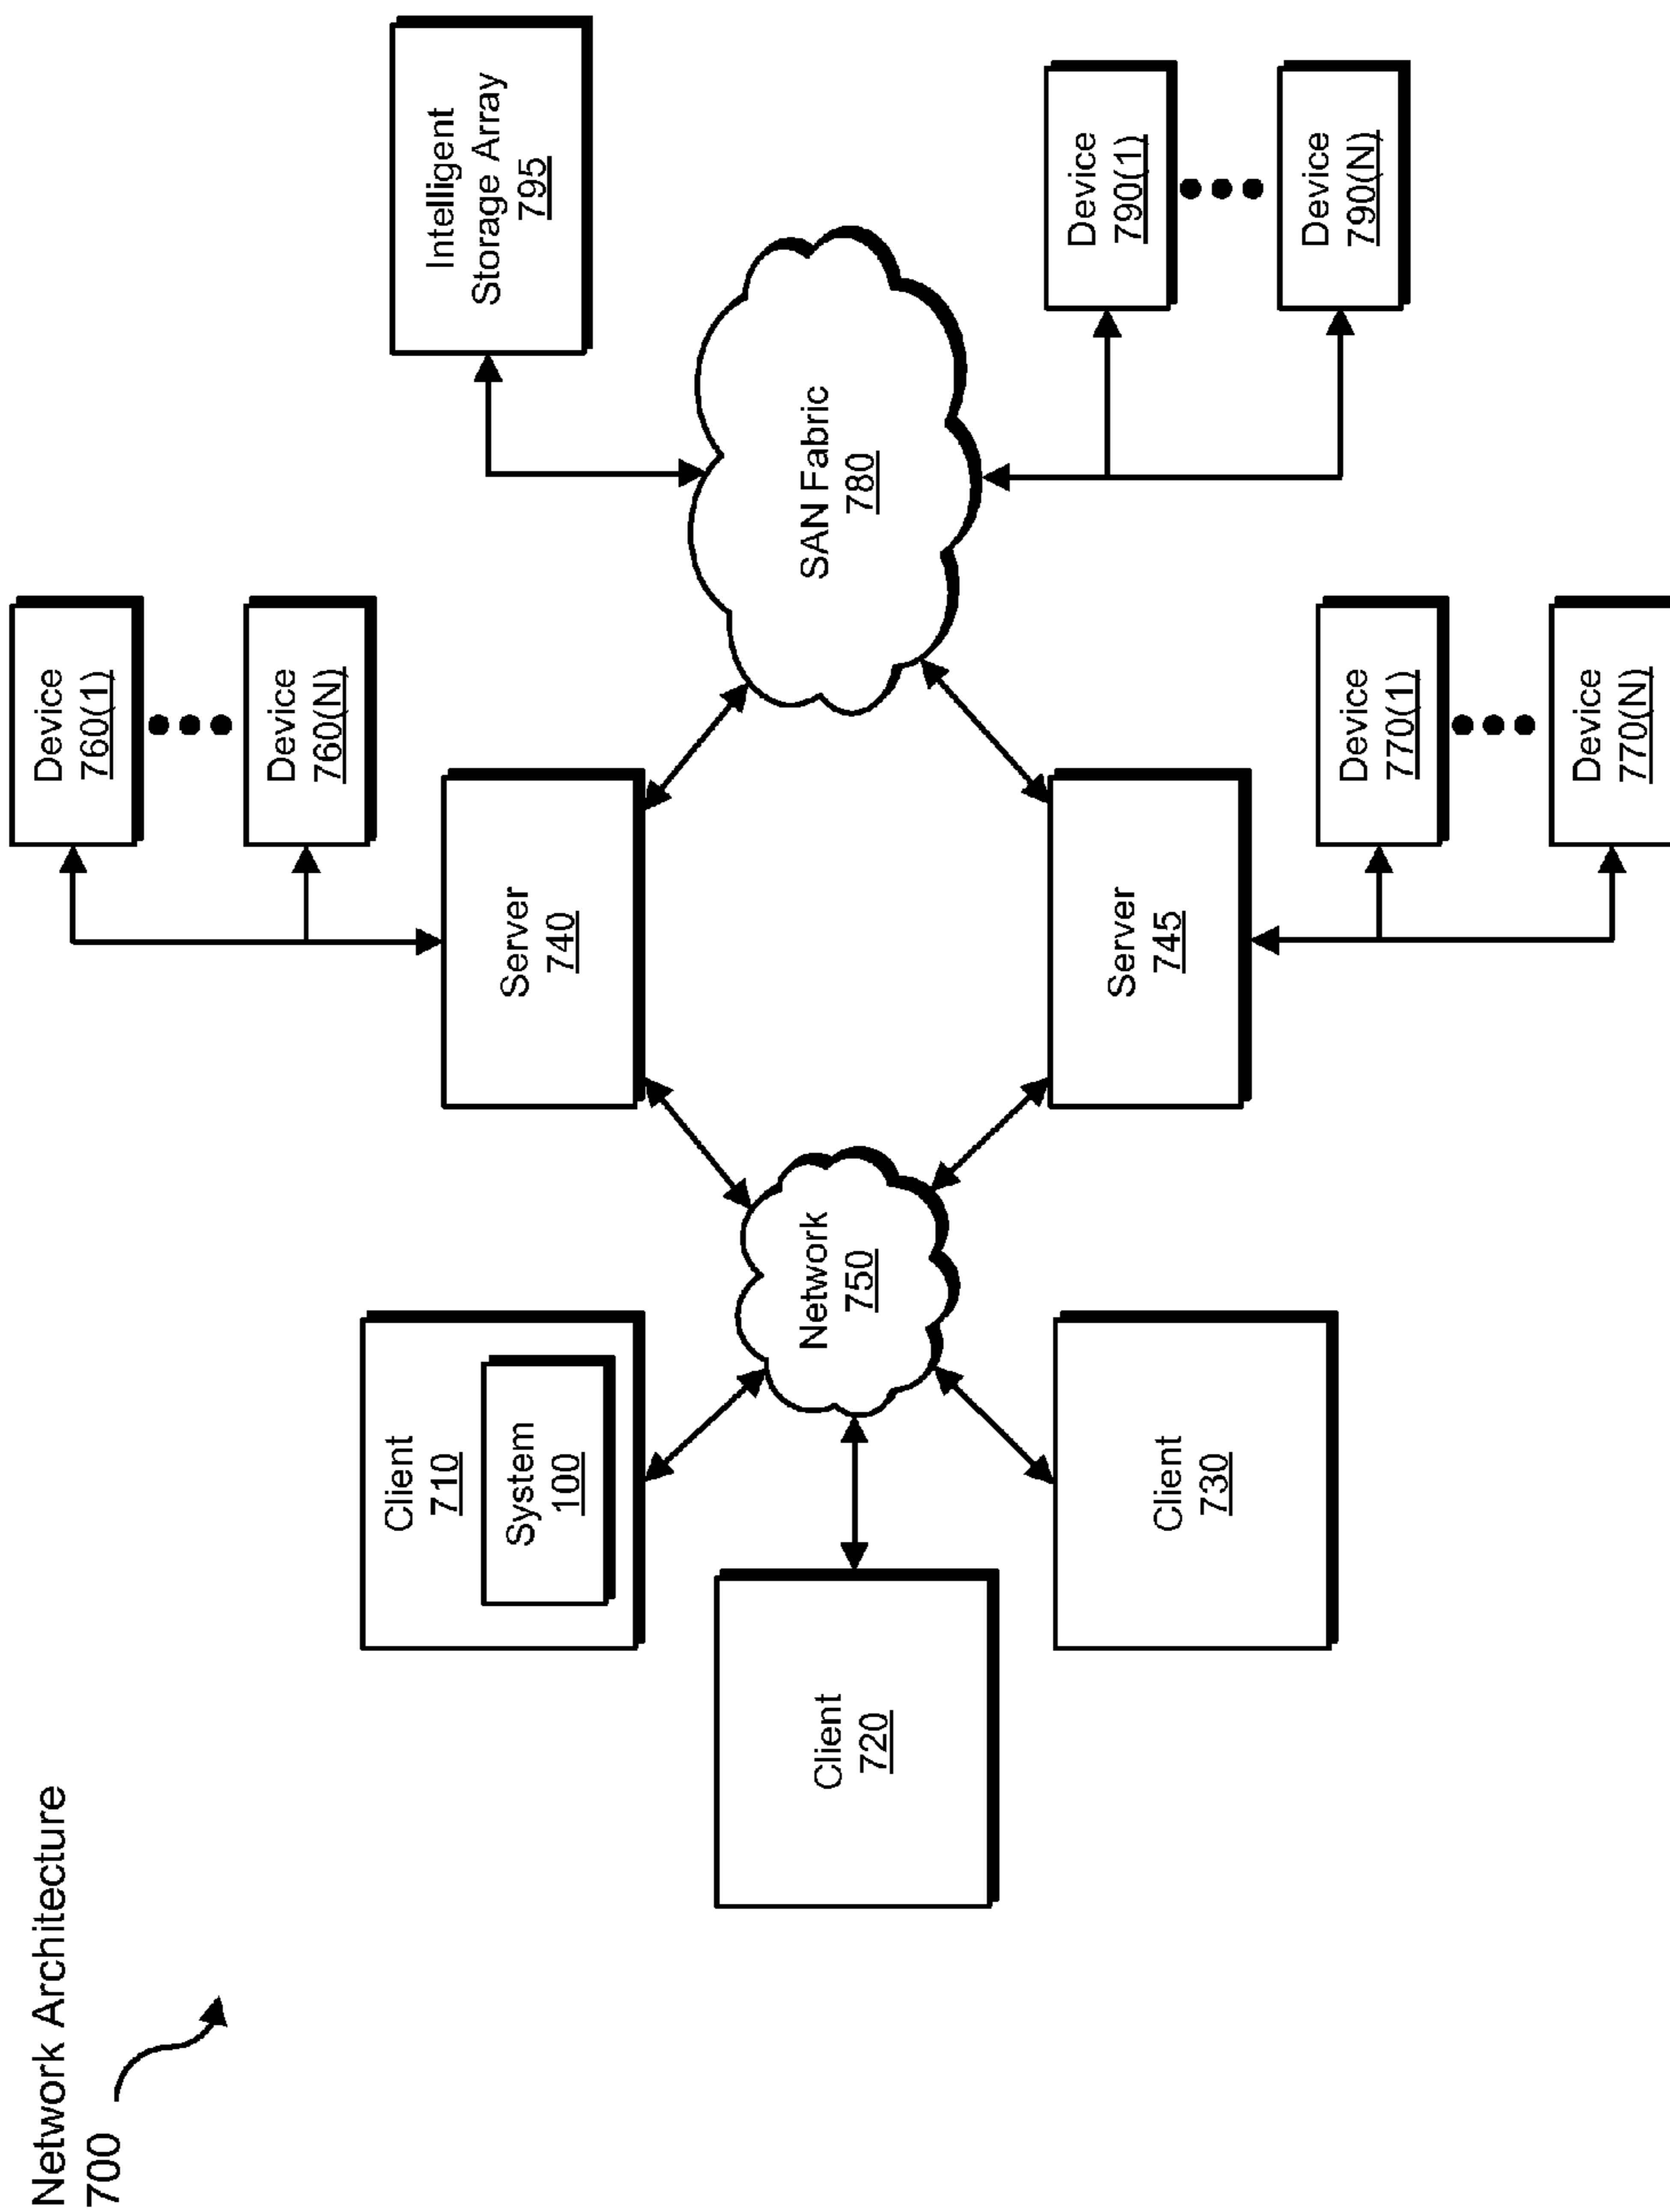 Network Architecture
700
Client
710
System
100
Client
720
Client
730
Network
750
Server
740
Server
745
Device
760(1)
Device
760(N)
Device
770(1)
Device
770(N)
SAN Fabric
780
Intelligent
Storage Array
795
Device
790(1)
Device
790(N)